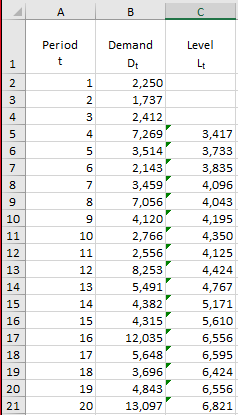 A B C
Period Demand Level
1 t Dt Lt
2 1 2,250
3 2 1,737
4 3 2,412
5 4 7,269 3,417
6 5 3,514 3,733
7 6 2,143 3,835
8 7 3,459 4,096
9 8 7,056 4,043
10 9 4,120 4,195
11 10 2,766 4,350
12 11 2,556 4,125
13 12 8,253 4,424
14 13 5,491 4,767
15 14 4,382 5,171
16 15 4,315 5,610
17 16 12,035 6,556
18 17 5,648 6,595
19 18 3,696 6,424
20 19 4,843 6,556
21 20 13,097 6,821